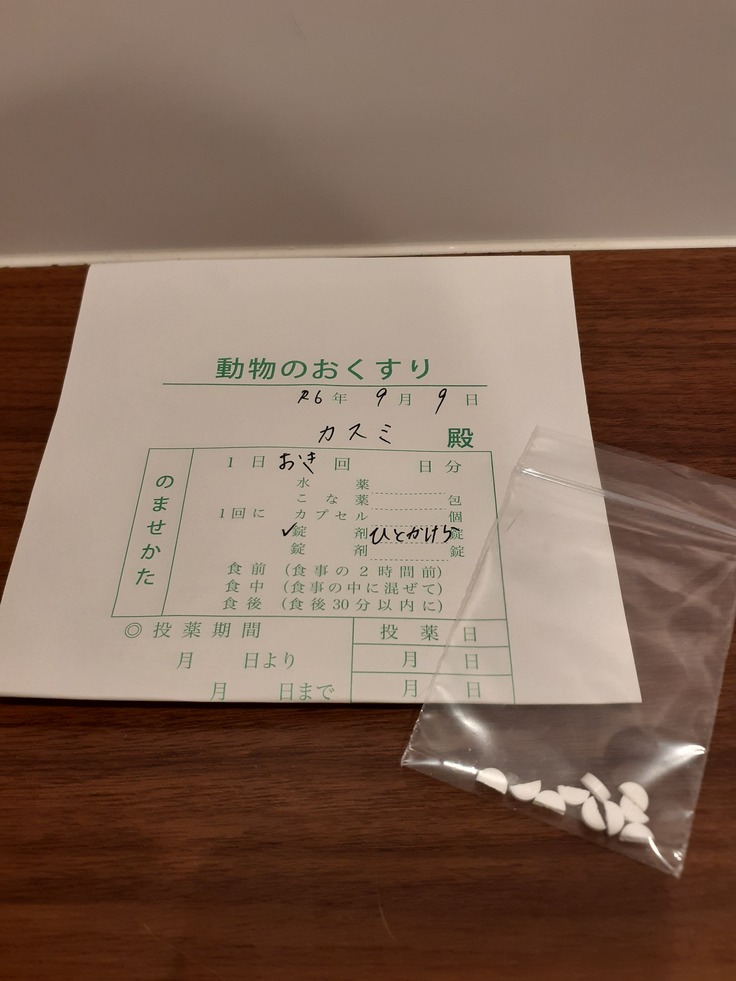 動物のおくすり
R6年 9月 9日
カスミ 殿
のませかた
1日おき回 日分
水薬
こな薬 包
1回に カプセル 個
✓錠剤 ひとかけら 錠
錠剤 錠
食前 (食事の2時間前)
食中 (食事の中に混ぜて)
食後 (食後30分以内に)
◎投薬期間
月 日より
月 日まで
投薬日
月 日
月 日